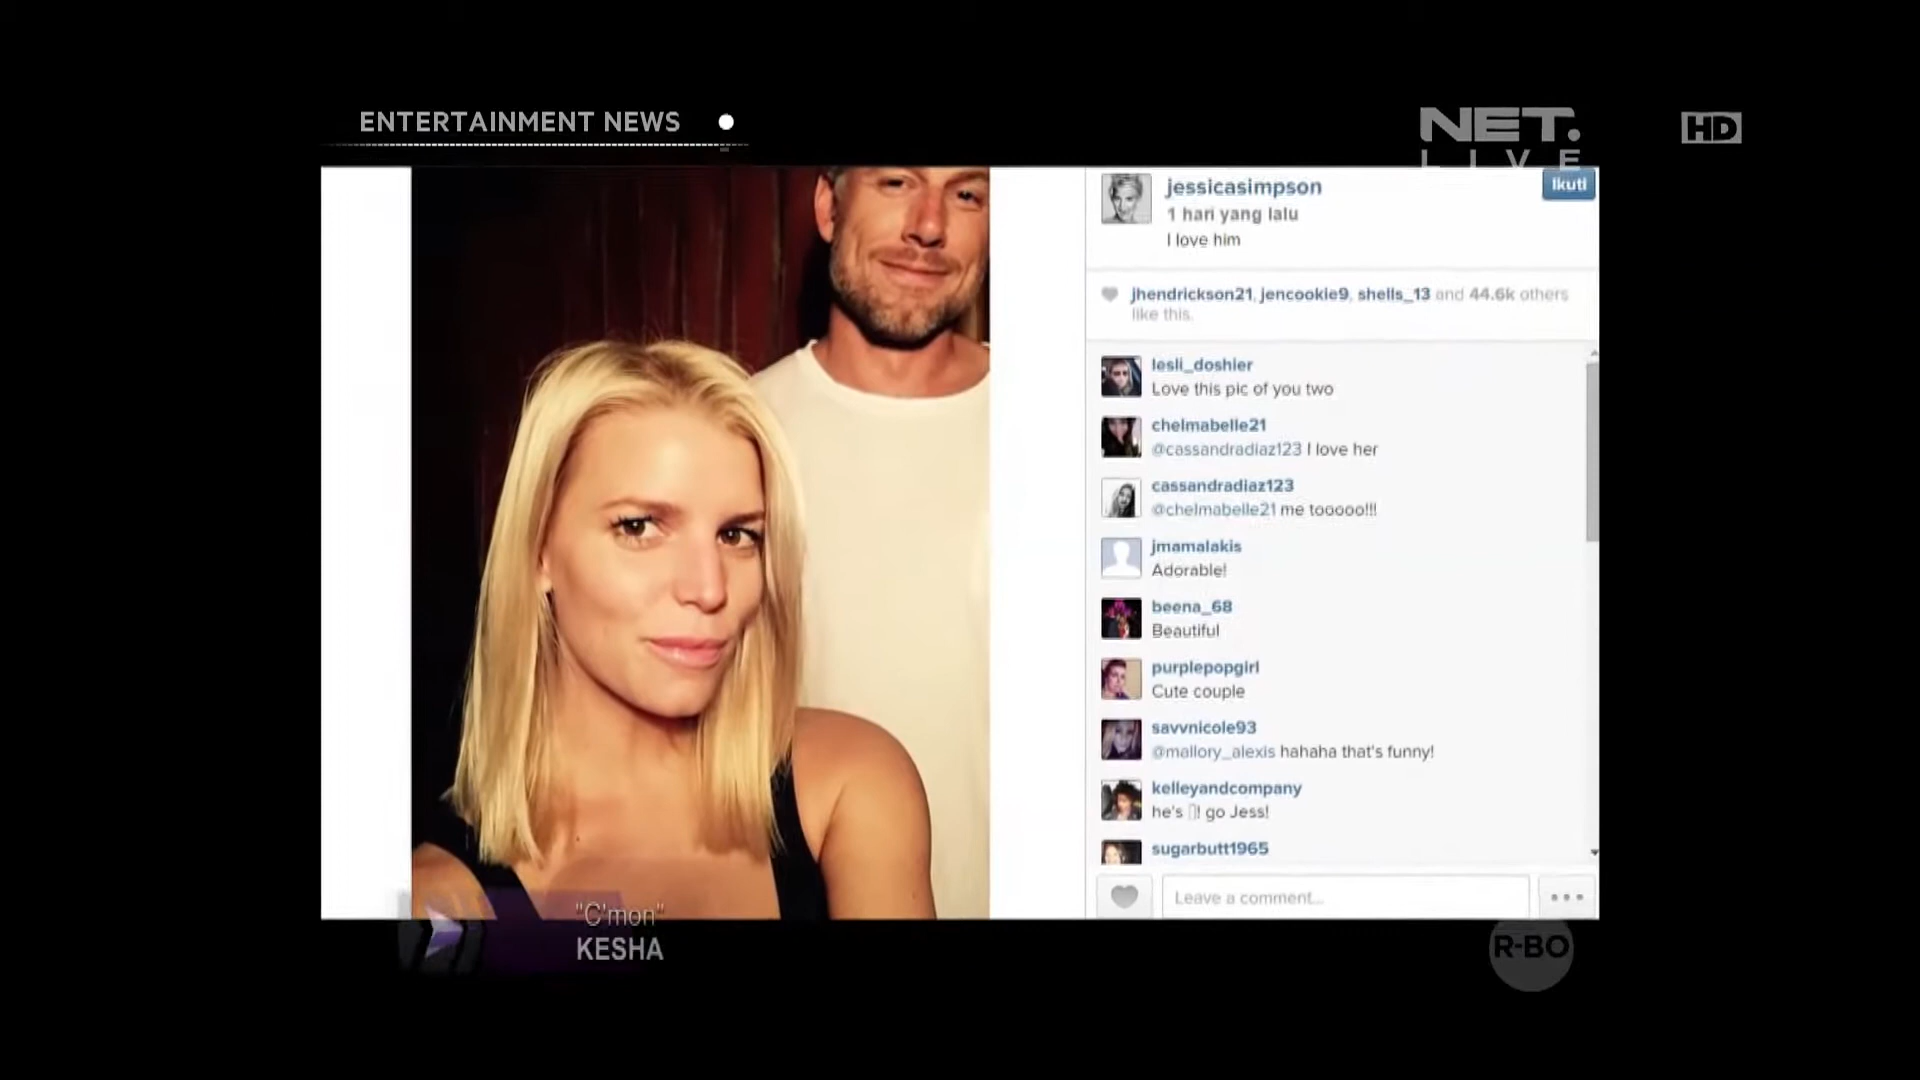 ENTERTAINMENT NEWS
NET.
LIVE
HD
jessicasimpson
Ikuti
1 hari yang lalu
I love him
jhendrickson21, jencookie9, shells_13 and 44.6k others
like this.
lesli_doshier
Love this pic of you two
chelmabelle21
@cassandradiaz123 I love her
cassandradiaz123
@chelmabelle21 me tooooo!!!
jmamalakis
Adorable!
beena_68
Beautiful
purplepopgirl
Cute couple
savvnicole93
@mallory_alexis hahaha that's funny!
kelleyandcompany
he's ▯! go Jess!
sugarbutt1965
Leave a comment...
"C'mon"
KESHA
R-BO